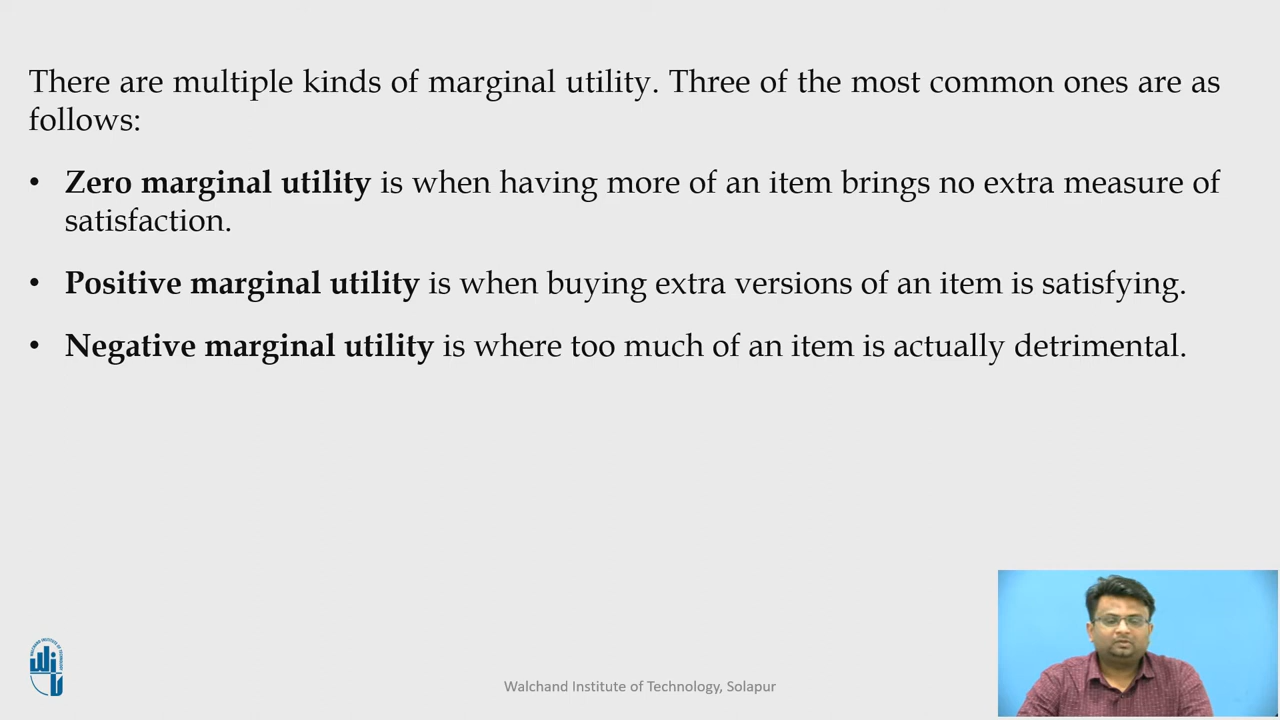 There are multiple kinds of marginal utility. Three of the most common ones are as
follows:
• Zero marginal utility is when having more of an item brings no extra measure of
satisfaction.
• Positive marginal utility is when buying extra versions of an item is satisfying.
• Negative marginal utility is where too much of an item is actually detrimental.
Walchand Institute of Technology, Solapur